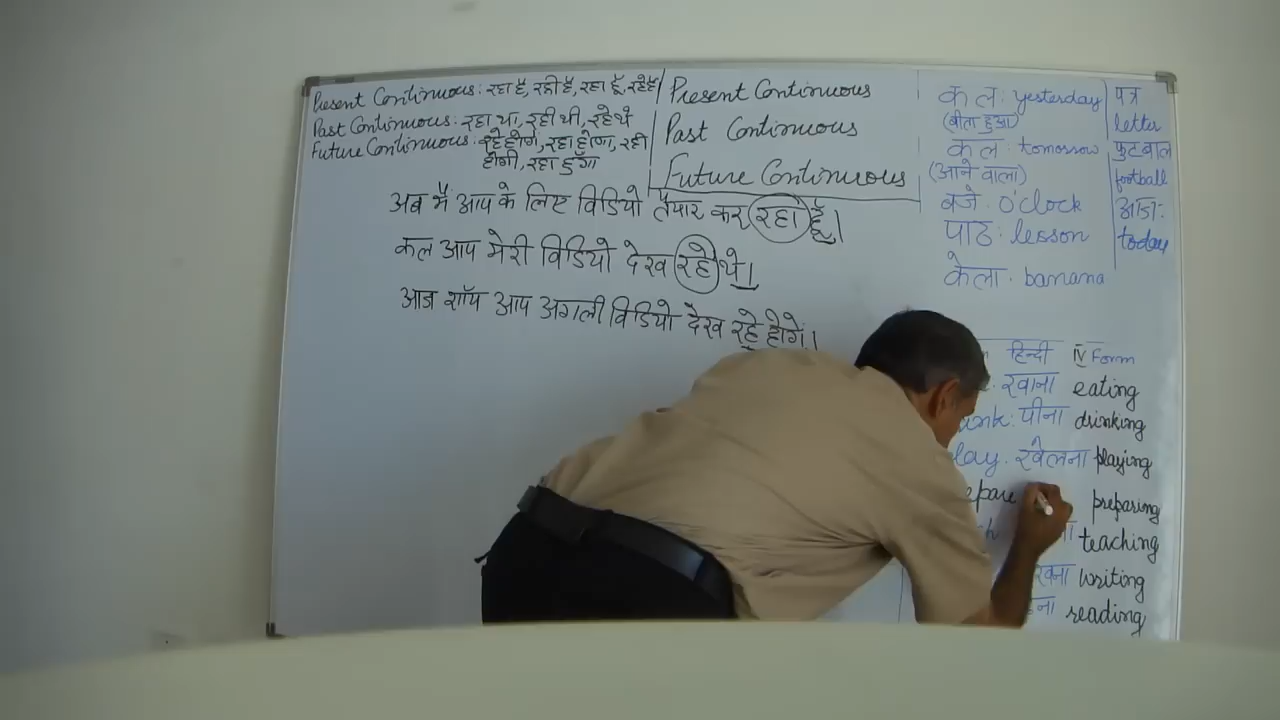 Present Continuous: रहा है, रही है, रहा हूँ, रहे हैं
Past Continuous: रहा था, रही थी, रहे थे
Future Continuous: रहे होंगे, रहा होगा, रही
होगी, रहा हुँगा
Present Continuous
Past Continuous
Future Continuous
अब मैं आप के लिए विडियो तैयार कर रहा हूँ।
कल आप मेरी विडियो देख रहे थे।
आज शॉम आप अगली विडियो देख रहे होगें।
कल: yesterday
(बीता हुआ)
कल: tomorrow
(आने वाला)
बजे: O'clock
पाठ: lesson
केला: banana
पत्र
letter
फुटबाल
football
आज:
today
हिन्दी IV Form
खाना eating
पीना drinking
खेलना playing
preparing
teaching
writing
reading